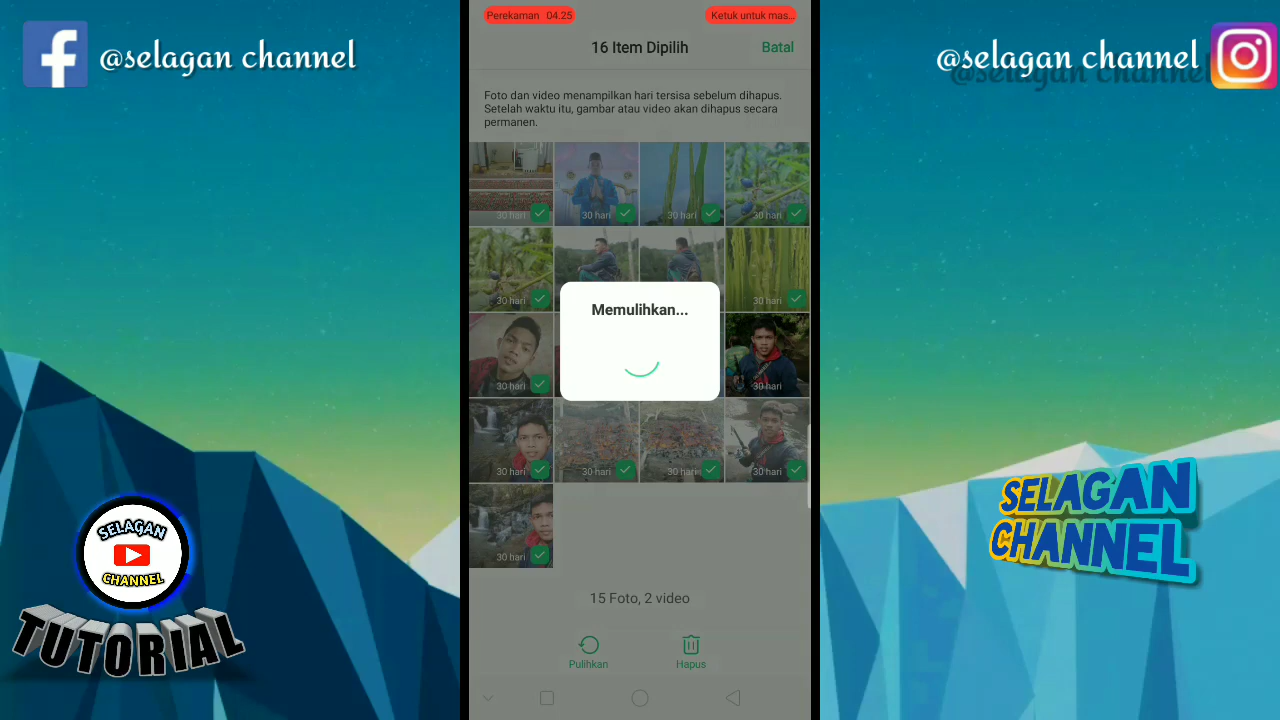 @selagan channel
@selagan channel
Perekaman 04.25
Ketuk untuk mas...
16 Item Dipilih
Batal
Foto dan video menampilkan hari tersisa sebelum dihapus.
Setelah waktu itu, gambar atau video akan dihapus secara
permanen.
30 hari
30 hari
30 hari
30 hari
30 hari
30 hari
Memulihkan...
30 hari
30 hari
30 hari
30 hari
30 hari
30 hari
30 hari
15 Foto, 2 video
Pulihkan
Hapus
SELAGAN
CHANNEL
TUTORIAL
SELAGAN
CHANNEL